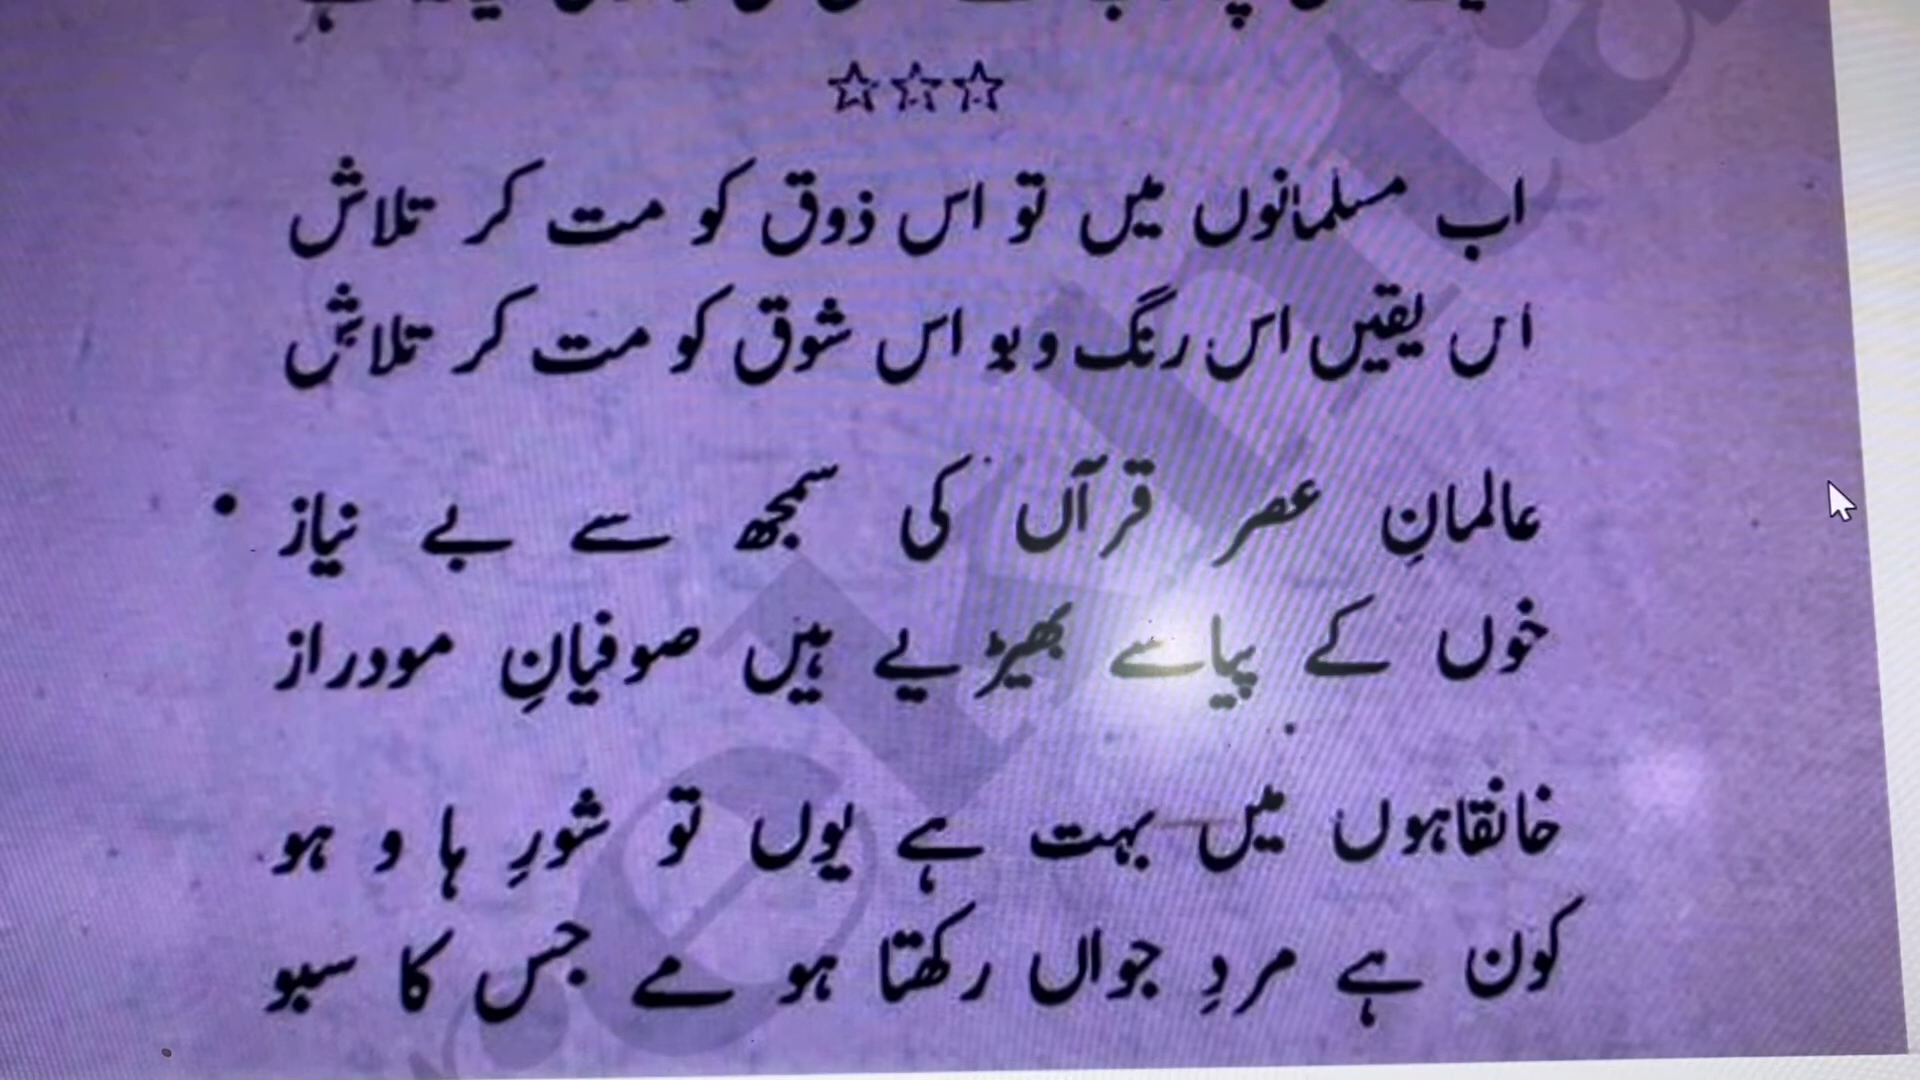 ☆☆☆
اب مسلمانوں میں تو اس ذوق کو مت کر تلاش
اس یقیں اس رنگ و بو اس شوق کو مت کر تلاش
عالمانِ عصر قرآں کی سمجھ سے بے نیاز
خوں کے پیاسے بھیڑیے ہیں صوفیانِ مودراز
خانقاہوں میں بہت ہے یوں تو شورِ ہا و ہو
کون ہے مردِ جواں رکھتا ہو مے جس کا سبو